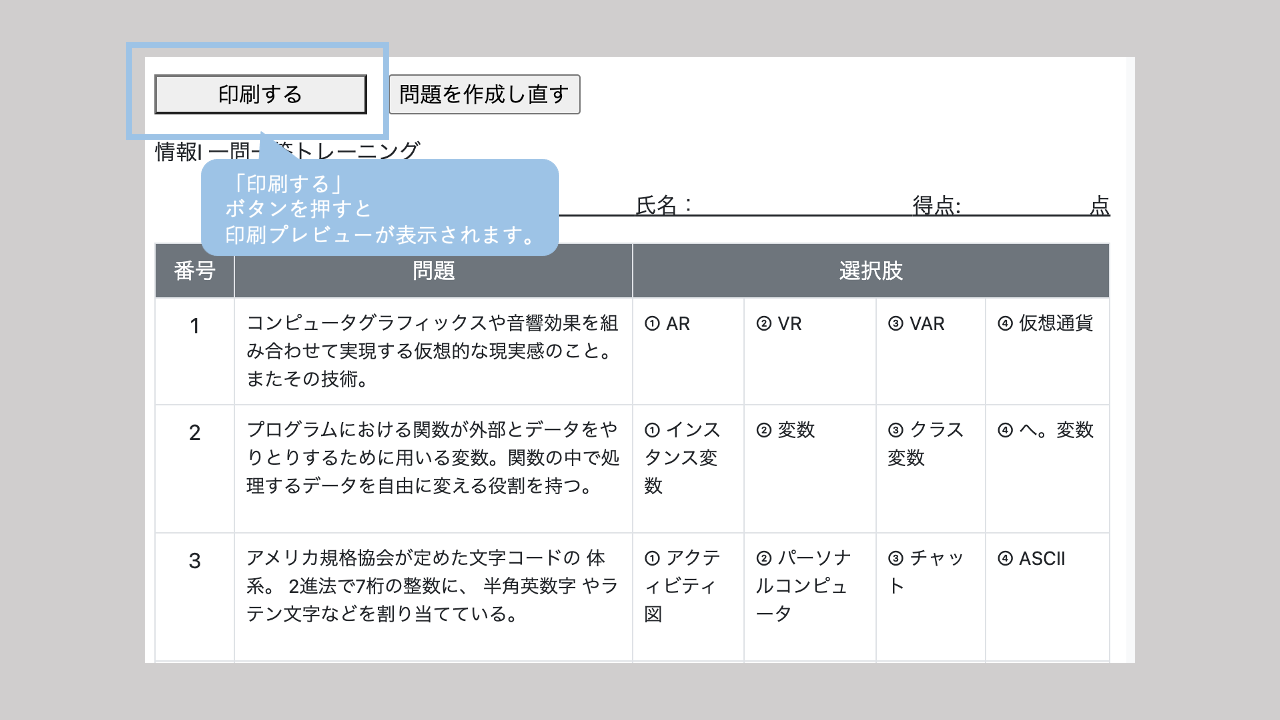 印刷する 問題を作成し直す
情報I 一問一答トレーニング
「印刷する」
ボタンを押すと
印刷プレビューが表示されます。
氏名： 得点: 点
番号 問題 選択肢
1 コンピュータグラフィックスや音響効果を組
み合わせて実現する仮想的な現実感のこと。
またその技術。
① AR ② VR ③ VAR ④ 仮想通貨
2 プログラムにおける関数が外部とデータをや
りとりするために用いる変数。関数の中で処
理するデータを自由に変える役割を持つ。
① インス
タンス変
数
② 変数
③ クラス
変数
④ へ。変数
3 アメリカ規格協会が定めた文字コードの 体
系。 2進法で7桁の整数に、 半角英数字 やラ
テン文字などを割り当てている。
① アクテ
ィビティ
図
② パーソナ
ルコンピュ
ータ
③ チャッ
ト
④ ASCII